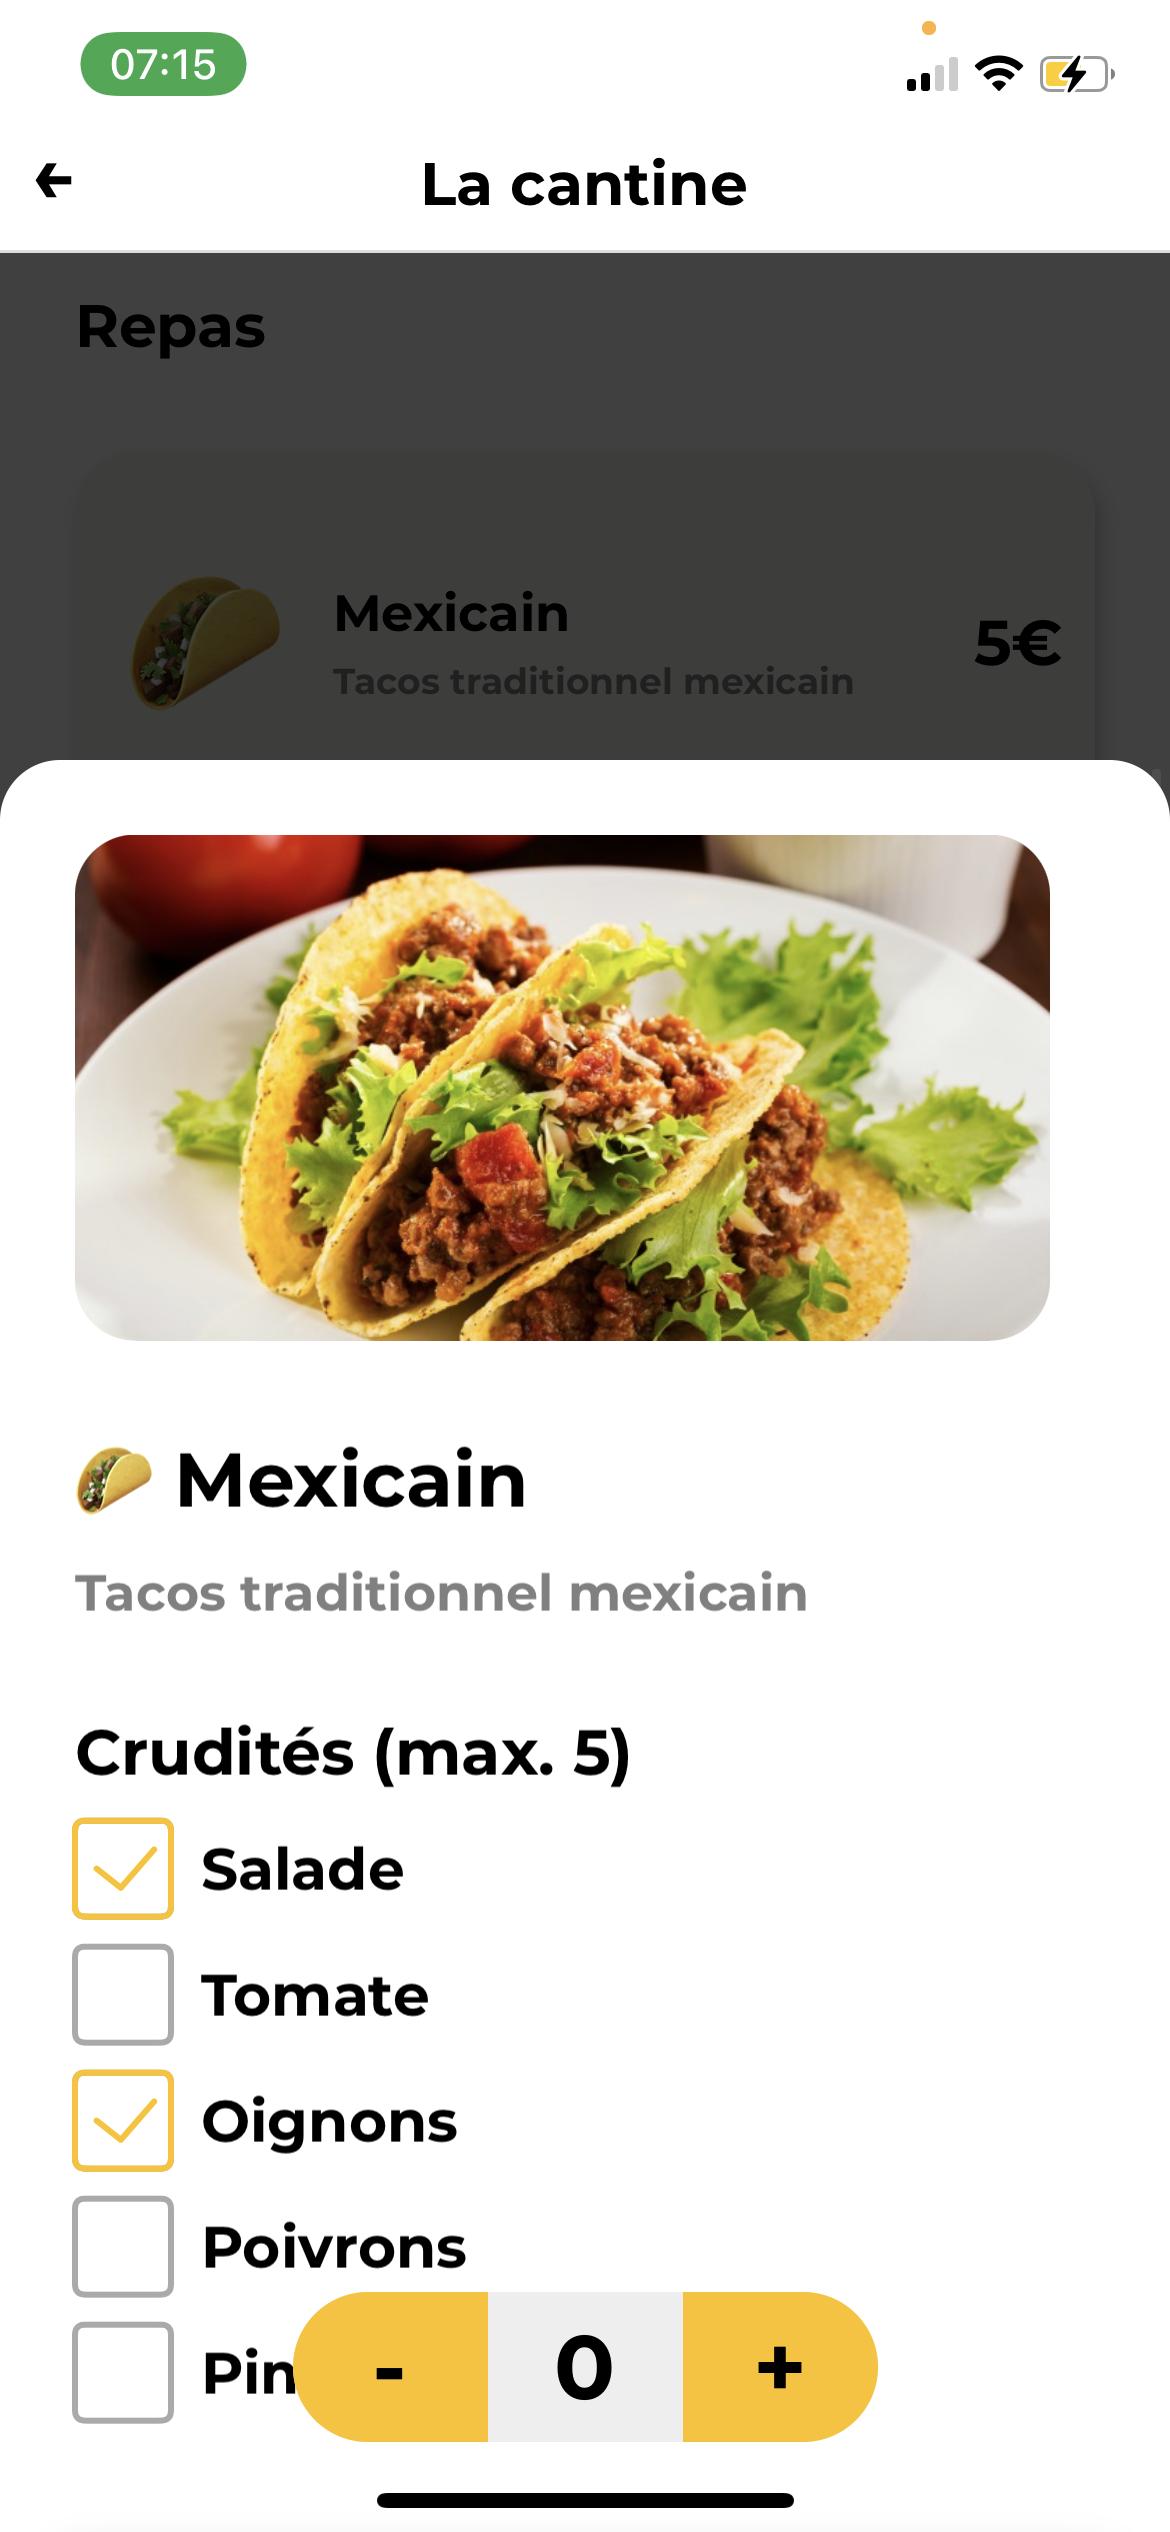 07:15
La cantine
Repas
Mexicain
5€
Tacos traditionnel mexicain
Mexicain
Tacos traditionnel mexicain
Crudités (max. 5)
Salade
Tomate
Oignons
Poivrons
Pin
- 0 +